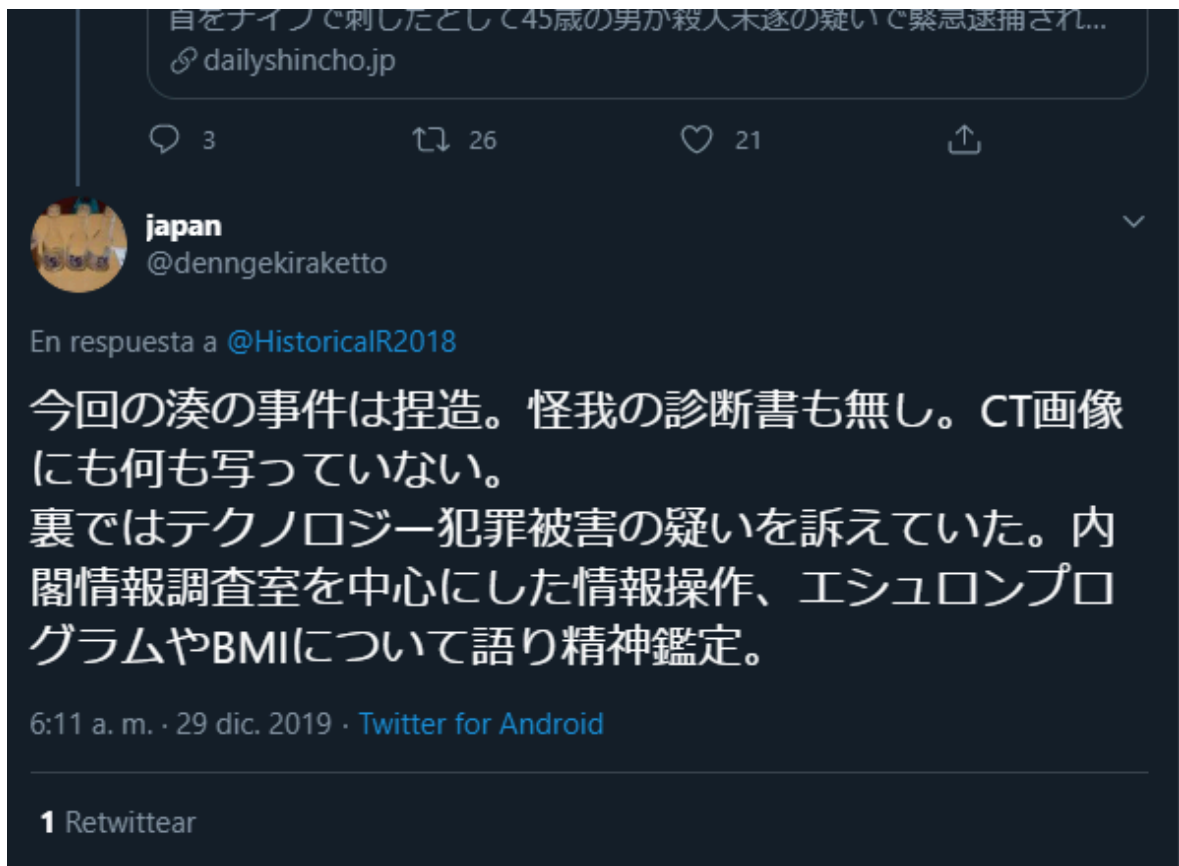 首をナイフで刺したとして45歳の男が殺人未遂の疑いで緊急逮捕され...
dailyshincho.jp
3 26 21
japan
@denngekiraketto
En respuesta a @HistoricalR2018
今回の湊の事件は捏造。怪我の診断書も無し。CT画像
にも何も写っていない。
裏ではテクノロジー犯罪被害の疑いを訴えていた。内
閣情報調査室を中心にした情報操作、エシュロンプロ
グラムやBMIについて語り精神鑑定。
6:11 a. m. · 29 dic. 2019 · Twitter for Android
1 Retwittear